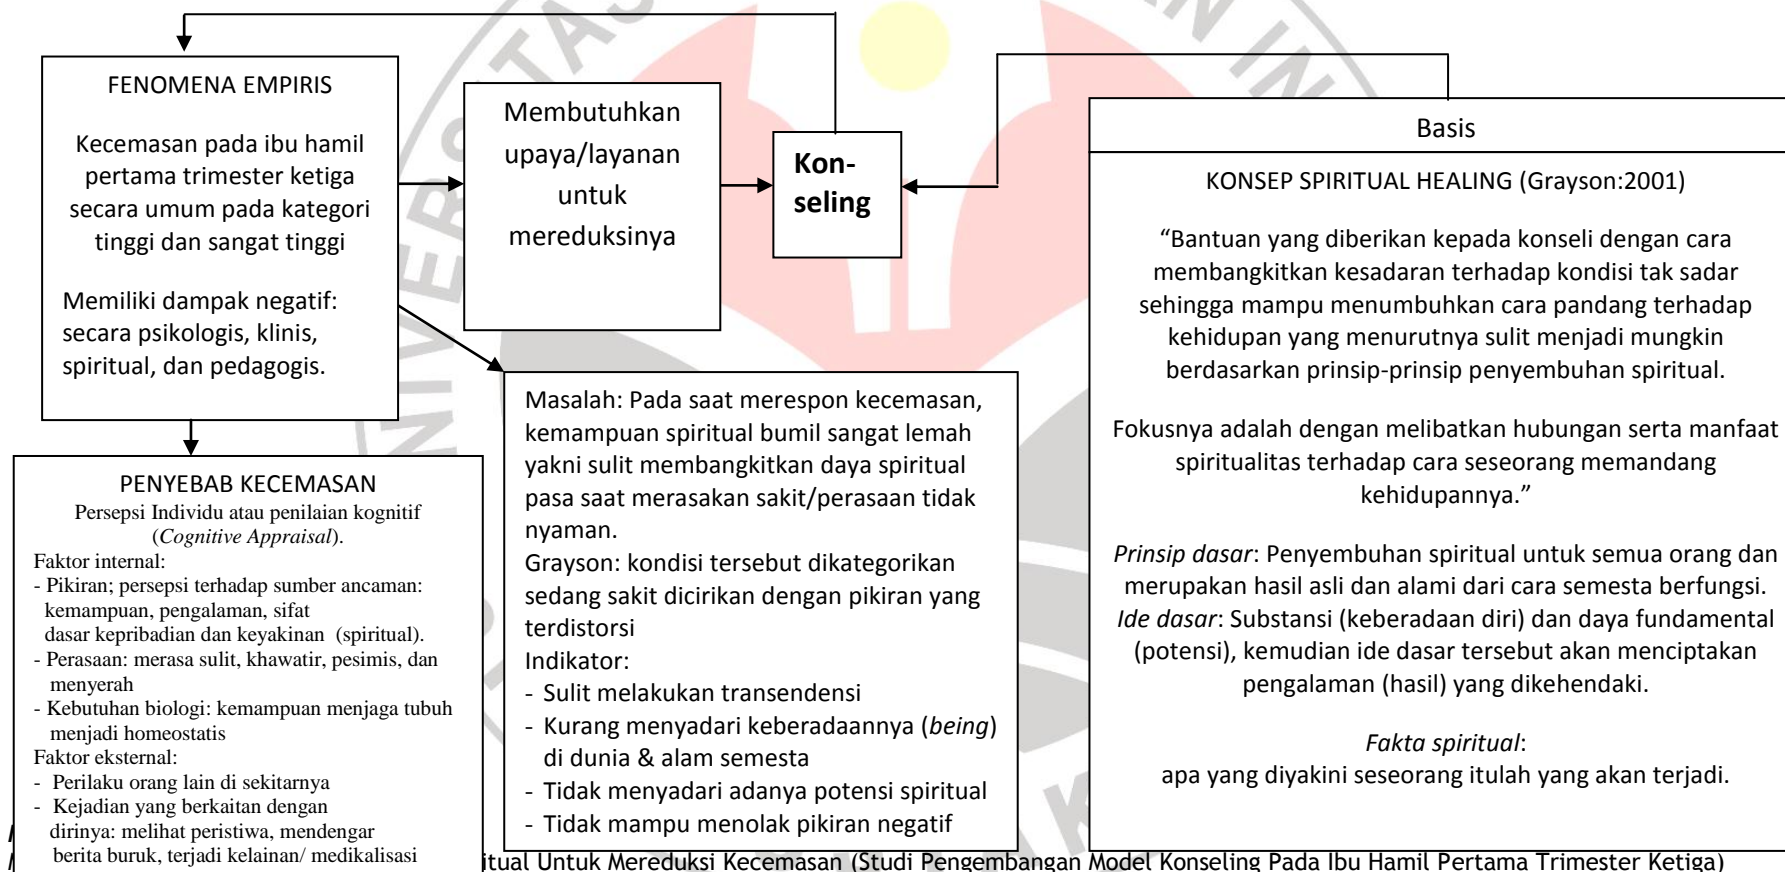 FENOMENA EMPIRIS
Kecemasan pada ibu hamil
pertama trimester ketiga
secara umum pada kategori
tinggi dan sangat tinggi
Memiliki dampak negatif:
secara psikologis, klinis,
spiritual, dan pedagogis.
Membutuhkan
upaya/layanan
untuk
mereduksinya
Kon-
seling
Basis
KONSEP SPIRITUAL HEALING (Grayson:2001)
“Bantuan yang diberikan kepada konseli dengan cara
membangkitkan kesadaran terhadap kondisi tak sadar
sehingga mampu menumbuhkan cara pandang terhadap
kehidupan yang menurutnya sulit menjadi mungkin
berdasarkan prinsip-prinsip penyembuhan spiritual.
Fokusnya adalah dengan melibatkan hubungan serta manfaat
spiritualitas terhadap cara seseorang memandang
kehidupannya.”
Prinsip dasar: Penyembuhan spiritual untuk semua orang dan
merupakan hasil asli dan alami dari cara semesta berfungsi.
Ide dasar: Substansi (keberadaan diri) dan daya fundamental
(potensi), kemudian ide dasar tersebut akan menciptakan
pengalaman (hasil) yang dikehendaki.
Fakta spiritual:
apa yang diyakini seseorang itulah yang akan terjadi.
PENYEBAB KECEMASAN
Persepsi Individu atau penilaian kognitif
(Cognitive Appraisal).
Faktor internal:
- Pikiran; persepsi terhadap sumber ancaman:
kemampuan, pengalaman, sifat
dasar kepribadian dan keyakinan (spiritual).
- Perasaan: merasa sulit, khawatir, pesimis, dan
menyerah
- Kebutuhan biologi: kemampuan menjaga tubuh
menjadi homeostatis
Faktor eksternal:
- Perilaku orang lain di sekitarnya
- Kejadian yang berkaitan dengan
dirinya: melihat peristiwa, mendengar
berita buruk, terjadi kelainan/ medikalisasi
Masalah: Pada saat merespon kecemasan,
kemampuan spiritual bumil sangat lemah
yakni sulit membangkitkan daya spiritual
pasa saat merasakan sakit/perasaan tidak
nyaman.
Grayson: kondisi tersebut dikategorikan
sedang sakit dicirikan dengan pikiran yang
terdistorsi
Indikator:
- Sulit melakukan transendensi
- Kurang menyadari keberadaannya (being)
di dunia & alam semesta
- Tidak menyadari adanya potensi spiritual
- Tidak mampu menolak pikiran negatif
itual Untuk Mereduksi Kecemasan (Studi Pengembangan Model Konseling Pada Ibu Hamil Pertama Trimester Ketiga)